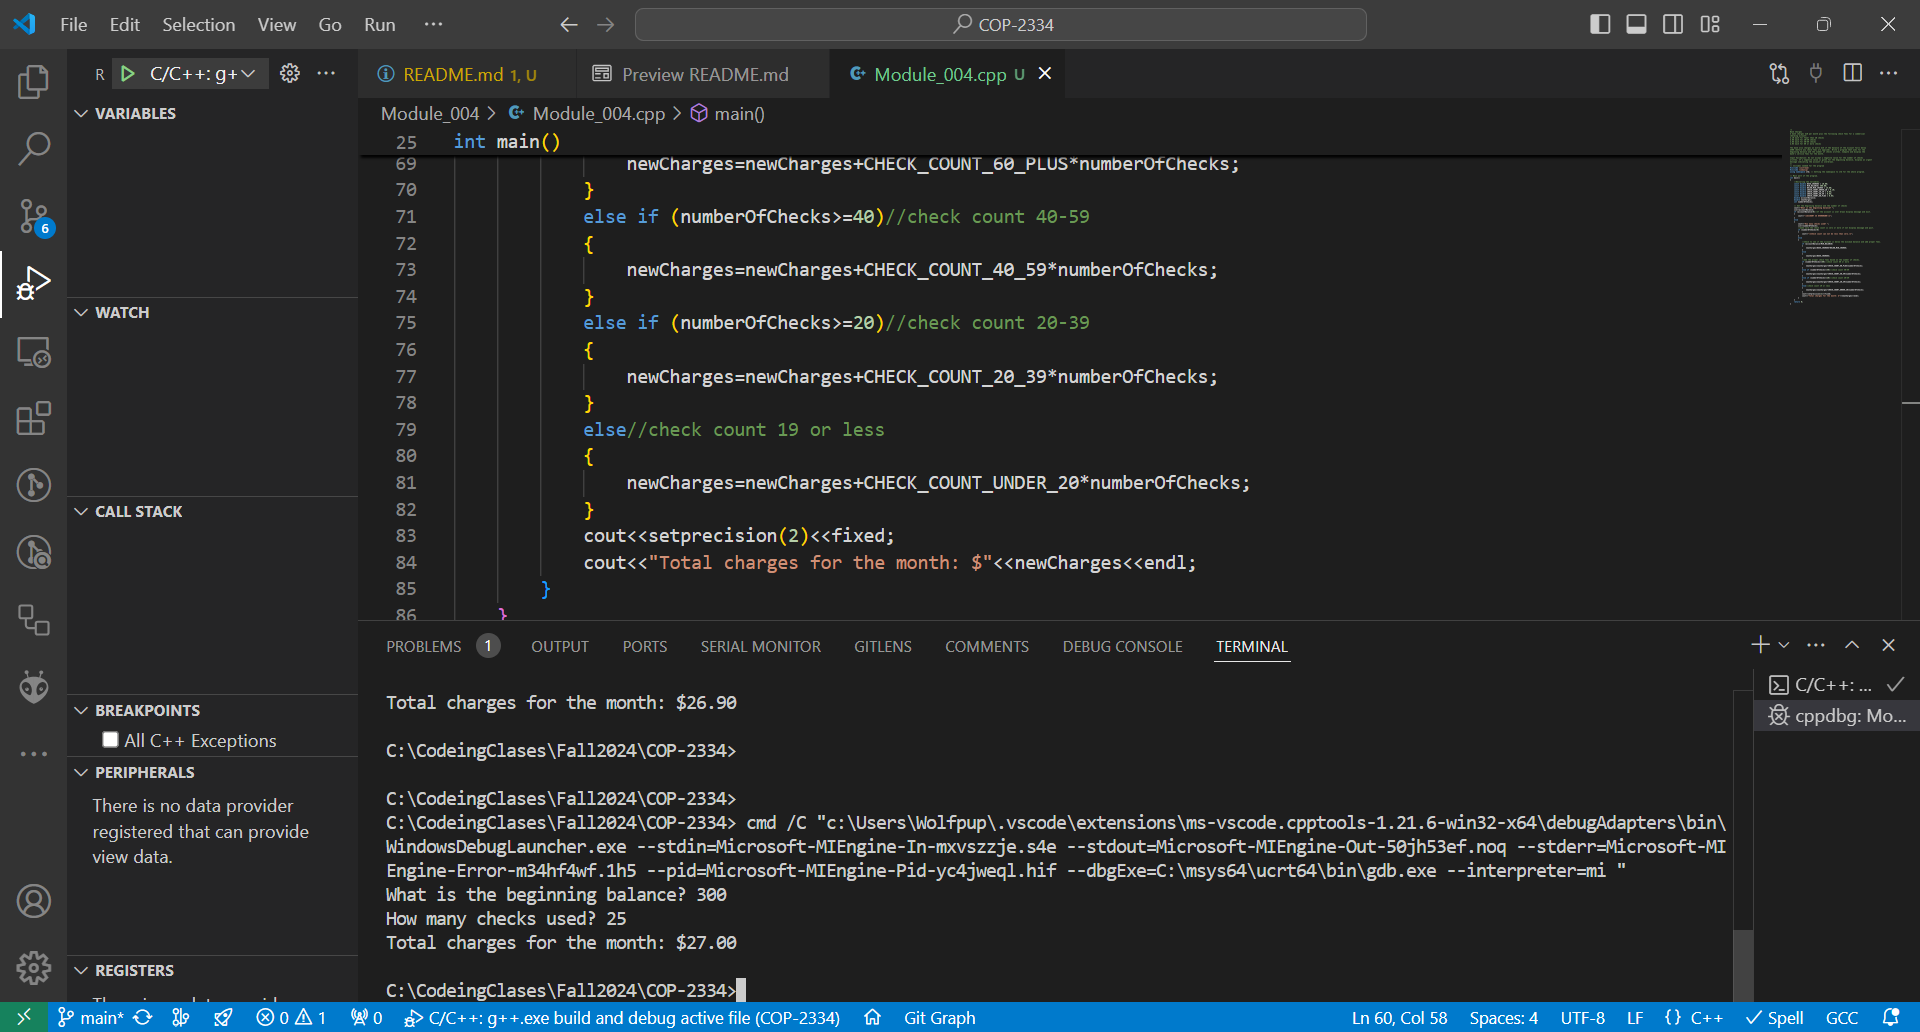 File Edit Selection View Go Run ···
COP-2334
R C/C++: g+
README.md 1, U
Preview README.md
Module_004.cpp U
VARIABLES
WATCH
CALL STACK
BREAKPOINTS
All C++ Exceptions
PERIPHERALS
There is no data provider
registered that can provide
view data.
REGISTERS
6
Module_004 > Module_004.cpp > main()
25 int main()
69 newCharges=newCharges+CHECK_COUNT_60_PLUS*numberOfChecks;
70 }
71 else if (numberOfChecks>=40)//check count 40-59
72 {
73 newCharges=newCharges+CHECK_COUNT_40_59*numberOfChecks;
74 }
75 else if (numberOfChecks>=20)//check count 20-39
76 {
77 newCharges=newCharges+CHECK_COUNT_20_39*numberOfChecks;
78 }
79 else//check count 19 or less
80 {
81 newCharges=newCharges+CHECK_COUNT_UNDER_20*numberOfChecks;
82 }
83 cout<<setprecision(2)<<fixed;
84 cout<<"Total charges for the month: $"<<newCharges<<endl;
85 }
86 }
PROBLEMS 1 OUTPUT PORTS SERIAL MONITOR GITLENS COMMENTS DEBUG CONSOLE TERMINAL
C/C++: ...
cppdbg: Mo...
Total charges for the month: $26.90
C:\CodeingClases\Fall2024\COP-2334>
C:\CodeingClases\Fall2024\COP-2334>
C:\CodeingClases\Fall2024\COP-2334> cmd /C "c:\Users\Wolfpup\.vscode\extensions\ms-vscode.cpptools-1.21.6-win32-x64\debugAdapters\bin\
WindowsDebugLauncher.exe --stdin=Microsoft-MIEngine-In-mxvszzje.s4e --stdout=Microsoft-MIEngine-Out-50jh53ef.noq --stderr=Microsoft-MI
Engine-Error-m34hf4wf.1h5 --pid=Microsoft-MIEngine-Pid-yc4jweql.hif --dbgExe=C:\msys64\ucrt64\bin\gdb.exe --interpreter=mi "
What is the beginning balance? 300
How many checks used? 25
Total charges for the month: $27.00
C:\CodeingClases\Fall2024\COP-2334>
main* 0 1 0 C/C++: g++.exe build and debug active file (COP-2334) Git Graph Ln 60, Col 58 Spaces: 4 UTF-8 LF {} C++ Spell GCC